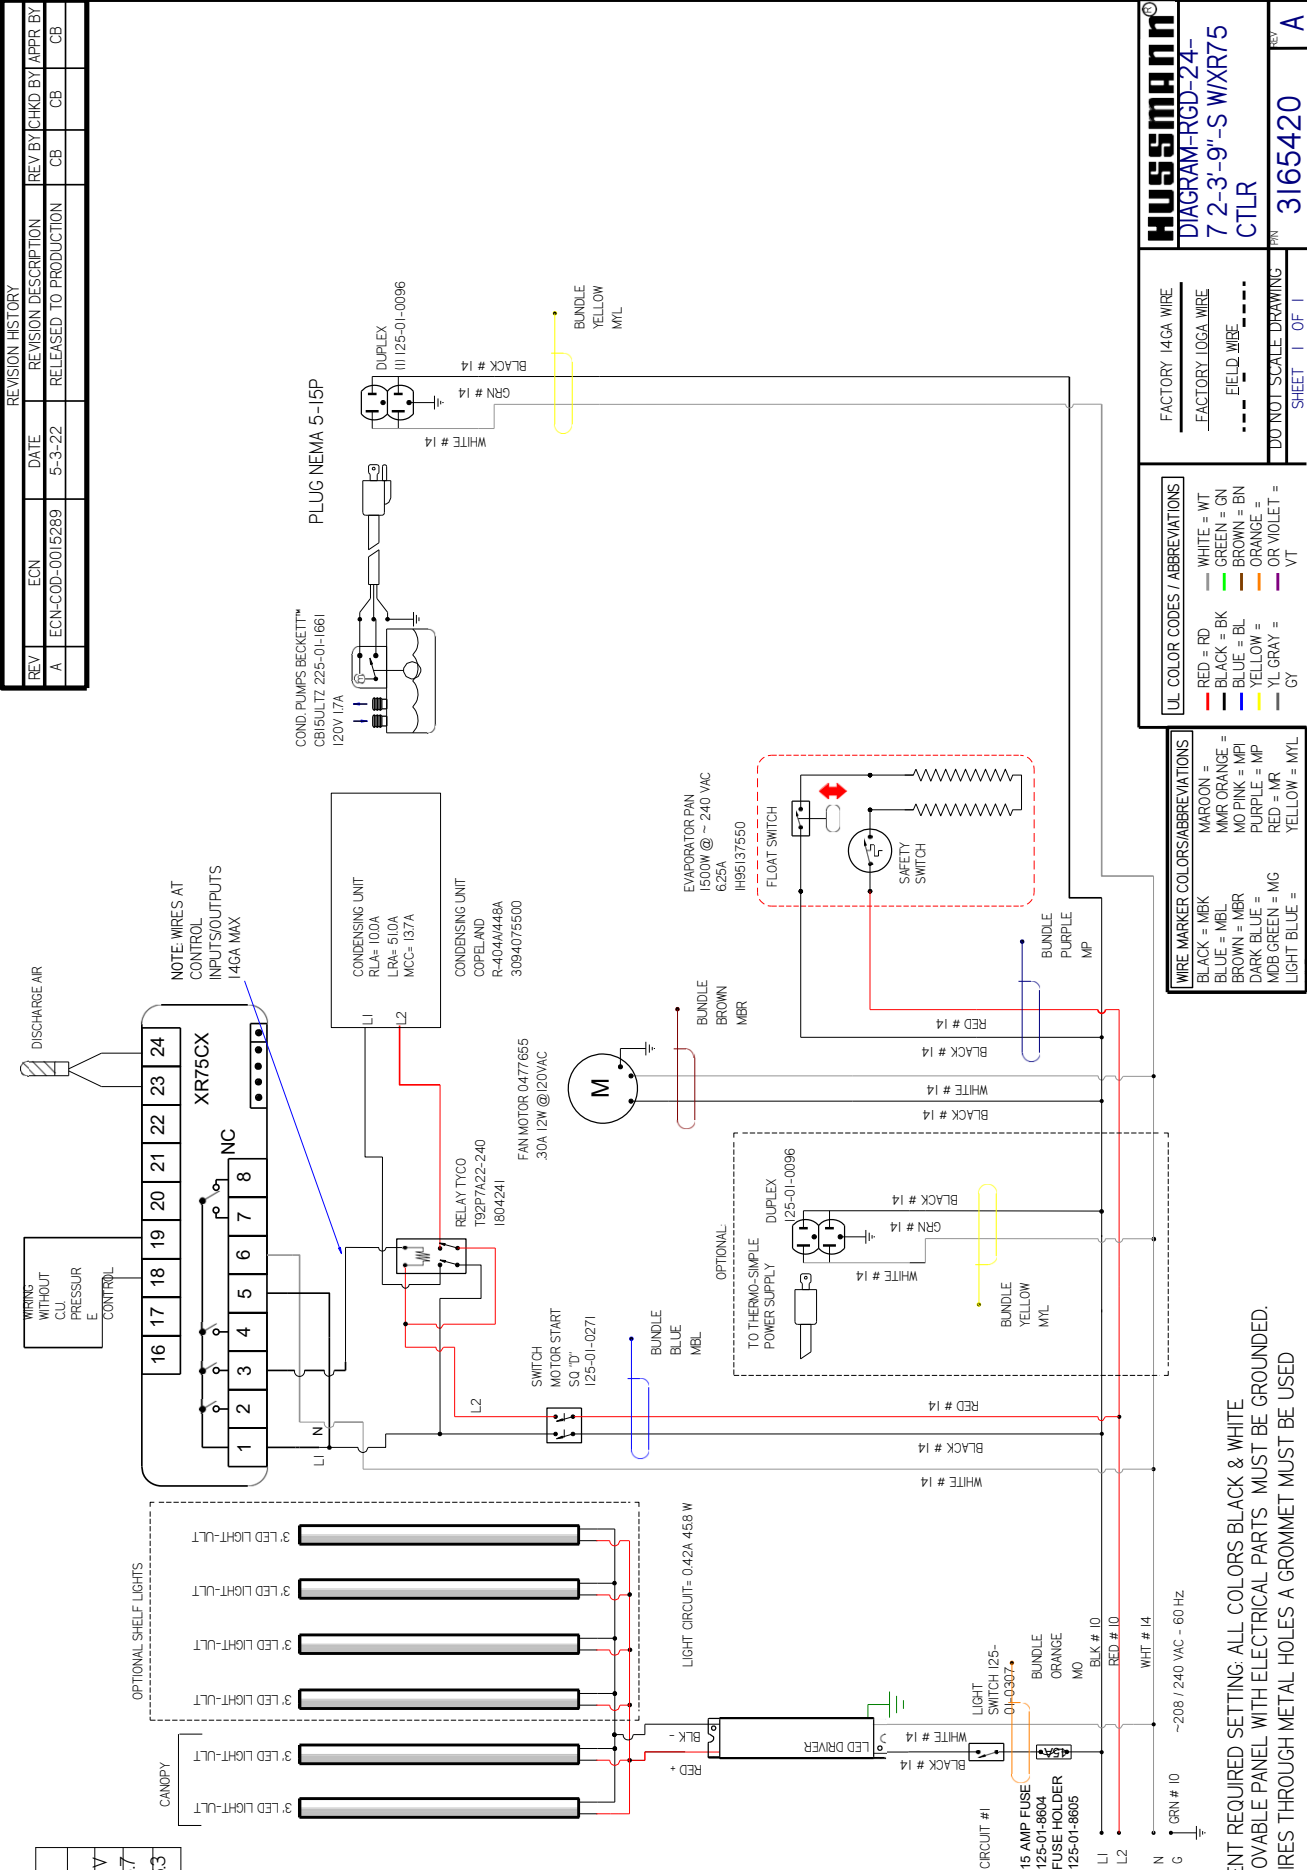 REVISION HISTORY
REV ECN DATE REVISION DESCRIPTION REV BY CHKD BY APPR BY
A ECN-COD-0015289 5-3-22 RELEASED TO PRODUCTION CB CB CB
DISCHARGE AIR
NOTE: WIRES AT
CONTROL
INPUTS/OUTPUTS
14GA MAX
WIRING
WITHOUT
C.U.
PRESSUR
E
CONTROL
16 17 18 19 20 21 22 23 24
XR75CX
NC
1 2 3 4 5 6 7 8
L1 N
CONDENSING UNIT
RLA= 10.0A
LRA= 51.0A
MCC= 13.7A
L1
L2
CONDENSING UNIT
COPELAND
R-404A/448A
3094075500
RELAY TYCO
T92P7A22-240
1804241
L2
SWITCH
MOTOR START
SQ "D"
125-01-0271
BUNDLE
BLUE
MBL
COND. PUMPS BECKETT™
CB15ULTZ 225-01-1661
120V 1.7A
PLUG NEMA 5-15P
DUPLEX
(1) 125-01-0096
WHITE # 14
GRN # 14
BLACK # 14
BUNDLE
YELLOW
MYL
FAN MOTOR 0477655
.30A 12W @120VAC
M
BUNDLE
BROWN
MBR
EVAPORATOR PAN
1500W @ ~ 240 VAC
6.25A
1H95137550
FLOAT SWITCH
SAFETY
SWITCH
BUNDLE
PURPLE
MP
RED # 14
BLACK # 14
WHITE # 14
BLACK # 14
OPTIONAL:
TO THERMO-SIMPLE
POWER SUPPLY
DUPLEX
125-01-0096
WHITE # 14
GRN # 14
BLACK # 14
BUNDLE
YELLOW
MYL
RED # 14
BLACK # 14
WHITE # 14
OPTIONAL SHELF LIGHTS
CANOPY
3' LED LIGHT-ULT
3' LED LIGHT-ULT
3' LED LIGHT-ULT
3' LED LIGHT-ULT
3' LED LIGHT-ULT
3' LED LIGHT-ULT
LIGHT CIRCUIT= 0.42A 45.8 W
RED +
BLK -
LED DRIVER
BLACK # 14
WHITE # 14
LIGHT
SWITCH 125-
01-0307
BUNDLE
ORANGE
MO
CIRCUIT #1
15 AMP FUSE
125-01-8604
FUSE HOLDER
125-01-8605
15A
BLK # 10
RED # 10
WHT # 14
GRN # 10
L1
L2
N
G
~208 / 240 VAC - 60 HZ
ENT REQUIRED SETTING: ALL COLORS BLACK & WHITE
OVABLE PANEL WITH ELECTRICAL PARTS MUST BE GROUNDED.
IRES THROUGH METAL HOLES A GROMMET MUST BE USED
WIRE MARKER COLORS/ABBREVIATIONS
BLACK = MBK
BLUE = MBL
BROWN = MBR
DARK BLUE =
MDB GREEN = MG
LIGHT BLUE =
MAROON =
MMR ORANGE =
MO PINK = MPI
PURPLE = MP
RED = MR
YELLOW = MYL
UL COLOR CODES / ABBREVIATIONS
RED = RD
BLACK = BK
BLUE = BL
YELLOW =
YL GRAY =
GY
WHITE = WT
GREEN = GN
BROWN = BN
ORANGE =
OR VIOLET =
VT
FACTORY 14GA WIRE
FACTORY 10GA WIRE
FIELD WIRE
DO NOT SCALE DRAWING
SHEET 1 OF 1
HUSSMANN®
DIAGRAM-RGD-24-
7 2-3'-9"-S W/XR75
CTLR
P/N 3165420
REV A